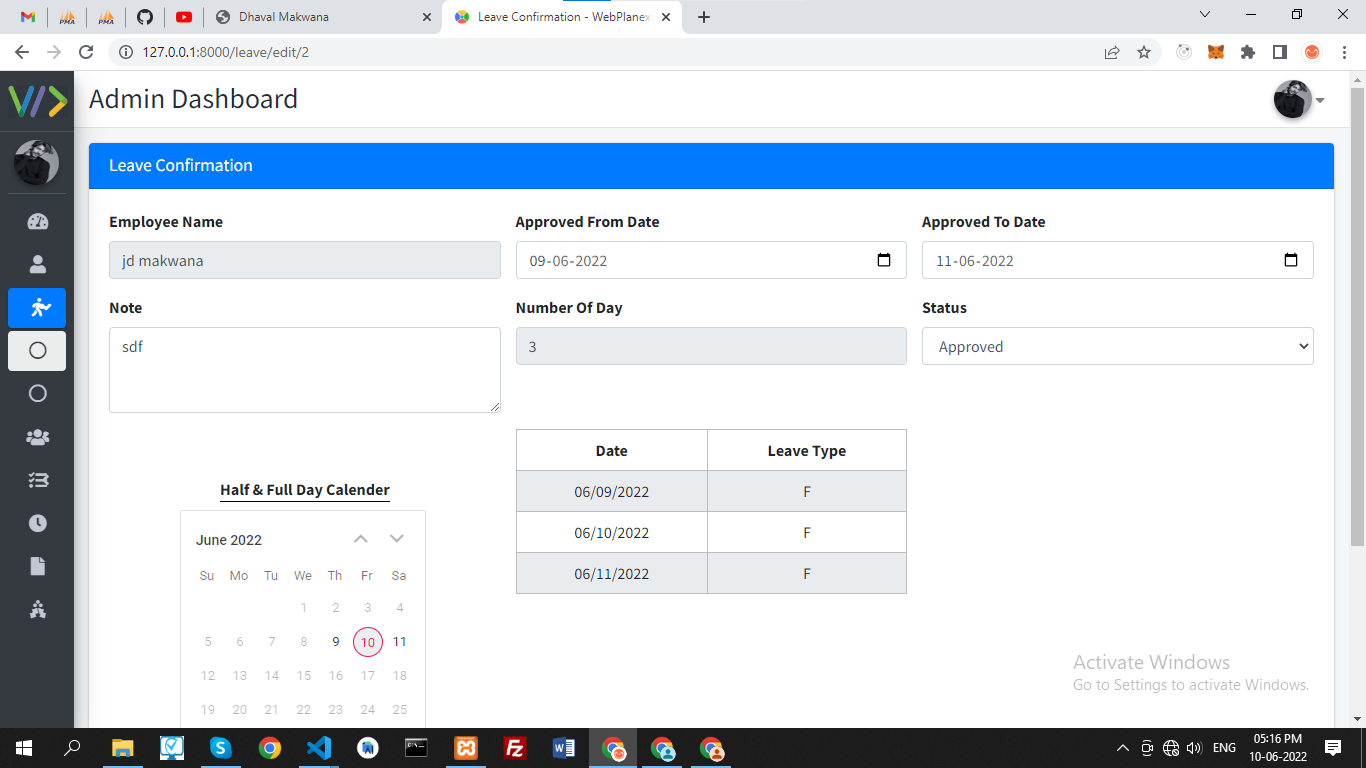 Dhaval Makwana
Leave Confirmation - WebPlanex
127.0.0.1:8000/leave/edit/2
Admin Dashboard
Leave Confirmation
Employee Name
Approved From Date
Approved To Date
jd makwana
09-06-2022
11-06-2022
Note
Number Of Day
Status
sdf
3
Approved
Date Leave Type
06/09/2022 F
06/10/2022 F
06/11/2022 F
Half & Full Day Calender
June 2022
Su Mo Tu We Th Fr Sa
1 2 3 4
5 6 7 8 9 10 11
12 13 14 15 16 17 18
19 20 21 22 23 24 25
Activate Windows
Go to Settings to activate Windows.
ENG
05:16 PM
10-06-2022